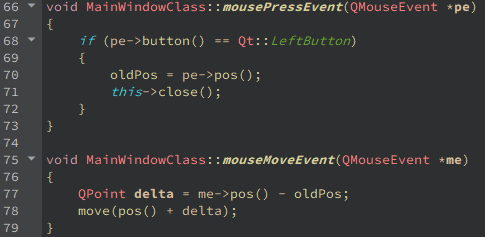 66 void MainWindowClass::mousePressEvent(QMouseEvent *pe)
67 {
68 if (pe->button() == Qt::LeftButton)
69 {
70 oldPos = pe->pos();
71 this->close();
72 }
73 }
74
75 void MainWindowClass::mouseMoveEvent(QMouseEvent *me)
76 {
77 QPoint delta = me->pos() - oldPos;
78 move(pos() + delta);
79 }